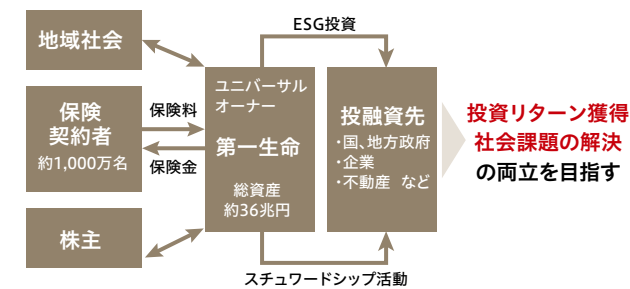 地域社会
保険
契約者
約1,000万名
株主
保険料
保険金
ESG投資
ユニバーサル
オーナー
第一生命
総資産
約36兆円
スチュワードシップ活動
投融資先
・国、地方政府
・企業
・不動産 など
投資リターン獲得
社会課題の解決
の両立を目指す